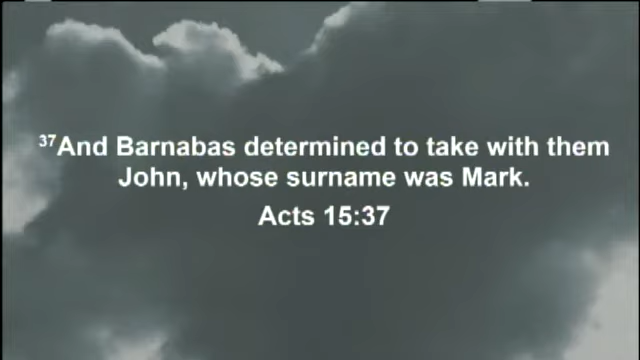 ³⁷And Barnabas determined to take with them
John, whose surname was Mark.
Acts 15:37